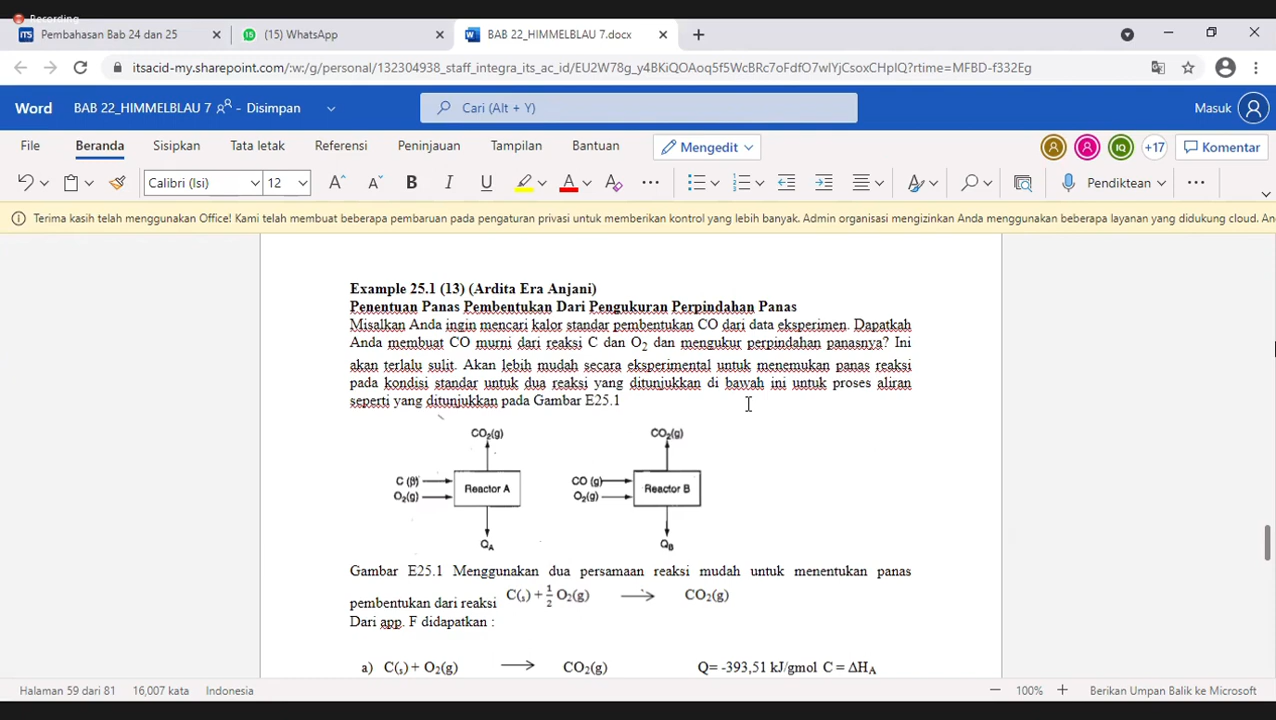 Recording
Pembahasan Bab 24 dan 25
(15) WhatsApp
BAB 22_HIMMELBLAU 7.docx
itsacid-my.sharepoint.com/:w:/g/personal/132304938_staff_integra_its_ac_id/EU2W78g_y4BKiQOAoq5f5WcBRc7oFdfO7wIYjCsoxCHpIQ?rtime=MFBD-f332Eg
Word BAB 22_HIMMELBLAU 7 - Disimpan
Cari (Alt + Y)
Masuk
File Beranda Sisipkan Tata letak Referensi Peninjauan Tampilan Bantuan Mengedit
IQ +17 Komentar
Calibri (Isi) 12 A A B I U A A Pendiktean
Terima kasih telah menggunakan Office! Kami telah membuat beberapa pembaruan pada pengaturan privasi untuk memberikan kontrol yang lebih banyak. Admin organisasi mengizinkan Anda menggunakan beberapa layanan yang didukung cloud. An
Example 25.1 (13) (Ardita Era Anjani)
Penentuan Panas Pembentukan Dari Pengukuran Perpindahan Panas
Misalkan Anda ingin mencari kalor standar pembentukan CO dari data eksperimen. Dapatkah
Anda membuat CO murni dari reaksi C dan O2 dan mengukur perpindahan panasnya? Ini
akan terlalu sulit. Akan lebih mudah secara eksperimental untuk menemukan panas reaksi
pada kondisi standar untuk dua reaksi yang ditunjukkan di bawah ini untuk proses aliran
seperti yang ditunjukkan pada Gambar E25.1
CO2(g) CO2(g)
C (β) CO (g)
Reactor A Reactor B
O2(g) O2(g)
QA QB
Gambar E25.1 Menggunakan dua persamaan reaksi mudah untuk menentukan panas
pembentukan dari reaksi C(s) + 1/2 O2(g) → CO2(g)
Dari app. F didapatkan :
a) C(s) + O2(g) → CO2(g) Q= -393,51 kJ/gmol C = ΔHA
Halaman 59 dari 81 16,007 kata Indonesia
100% Berikan Umpan Balik ke Microsoft